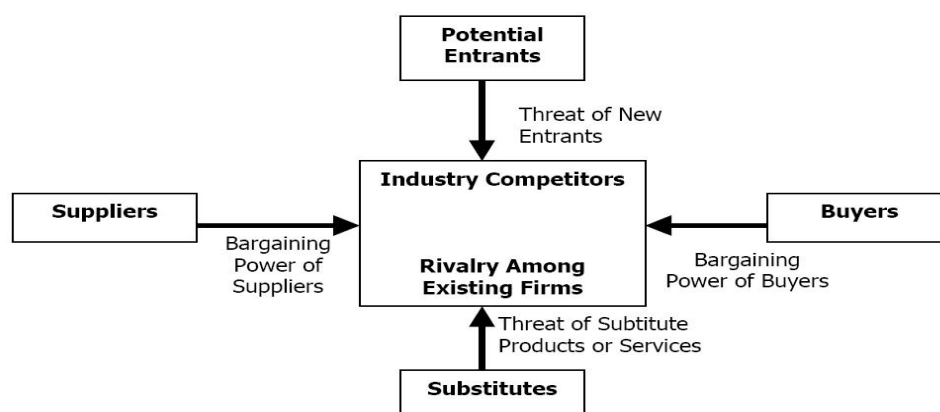 Potential
Entrants
Threat of New
Entrants
Industry Competitors
Suppliers
Buyers
Bargaining
Power of
Suppliers
Bargaining
Power of Buyers
Rivalry Among
Existing Firms
Threat of Subtitute
Products or Services
Substitutes